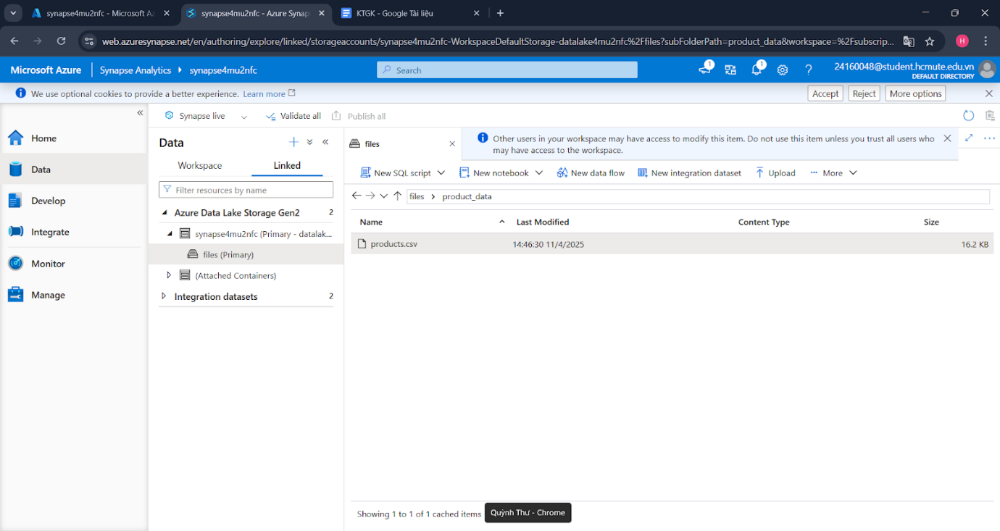 synapse4mu2nfc - Microsoft Az
synapse4mu2nfc - Azure Synap
KTGK - Google Tài liệu
web.azuresynapse.net/en/authoring/explore/linked/storageaccounts/synapse4mu2nfc-WorkspaceDefaultStorage-datalake4mu2nfc%2Ffiles?subFolderPath=product_data&workspace=%2Fsubscrip...
H
Microsoft Azure
Synapse Analytics
synapse4mu2nfc
Search
1
1
24160048@student.hcmute.edu.vn
DEFAULT DIRECTORY
We use optional cookies to provide a better experience. Learn more
Accept
Reject
More options
Synapse live
Validate all
Publish all
Home
Data
Develop
Integrate
Monitor
Manage
Data
Workspace
Linked
Filter resources by name
Azure Data Lake Storage Gen2 2
synapse4mu2nfc (Primary - datalak...
files (Primary)
(Attached Containers)
Integration datasets 2
files
Other users in your workspace may have access to modify this item. Do not use this item unless you trust all users who
may have access to the workspace.
New SQL script
New notebook
New data flow
New integration dataset
Upload
More
files > product_data
Name Last Modified Content Type Size
products.csv 14:46:30 11/4/2025 16.2 KB
Showing 1 to 1 of 1 cached items
Quỳnh Thư - Chrome